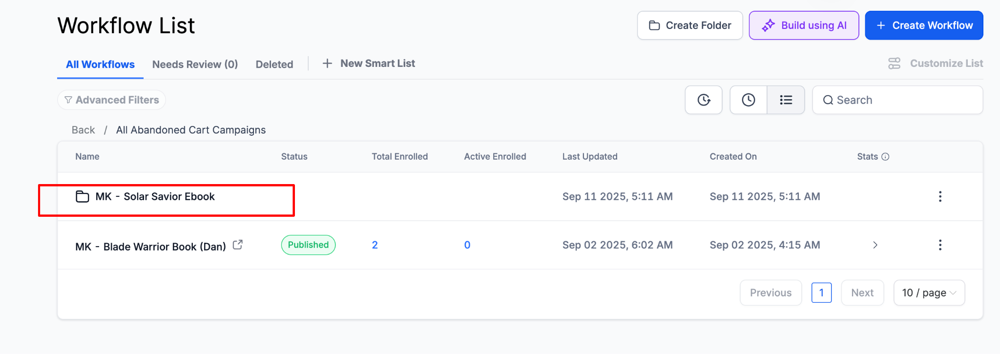 Workflow List
Create Folder
Build using AI
+ Create Workflow
All Workflows
Needs Review (0)
Deleted
+ New Smart List
Customize List
Advanced Filters
Search
Back / All Abandoned Cart Campaigns
Name Status Total Enrolled Active Enrolled Last Updated Created On Stats
MK - Solar Savior Ebook Sep 11 2025, 5:11 AM Sep 11 2025, 5:11 AM
MK - Blade Warrior Book (Dan) Published 2 0 Sep 02 2025, 6:02 AM Sep 02 2025, 4:15 AM
Previous 1 Next 10 / page